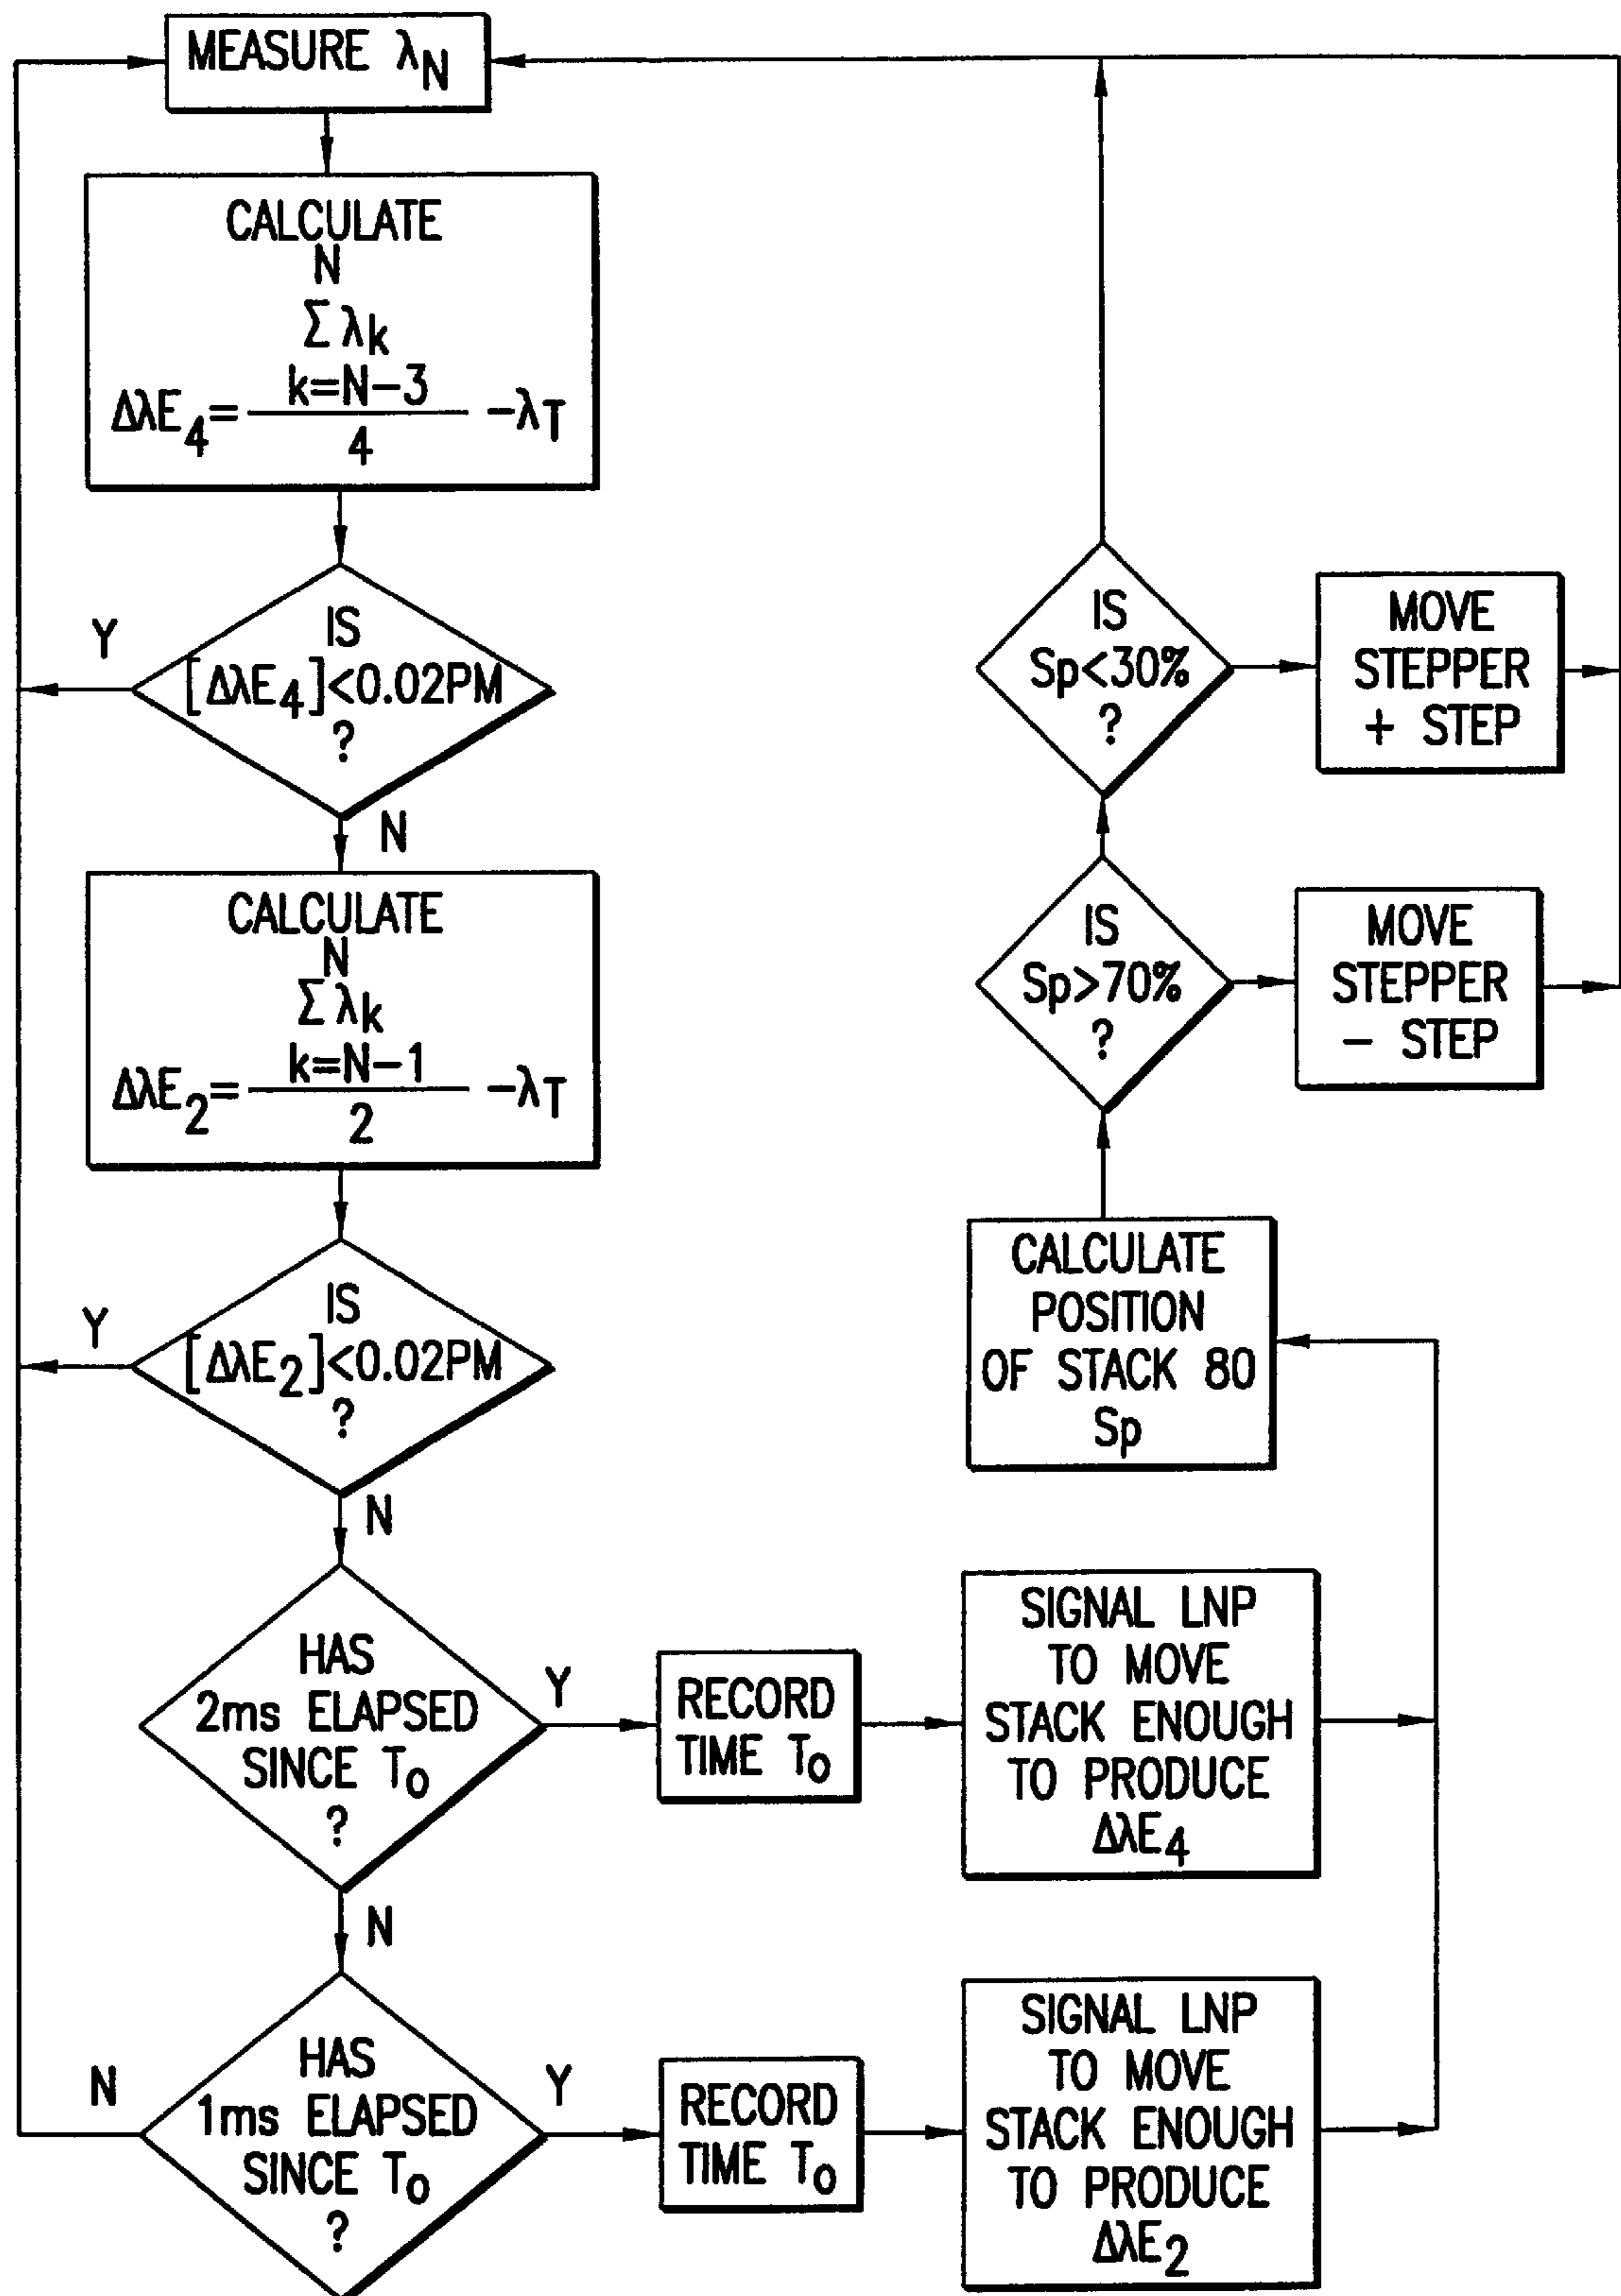 MEASURE λN
CALCULATE
N
Σ λk
k=N-3
ΔλE4= -λT
4
Y
IS
[ΔλE4]<0.02PM
?
N
CALCULATE
N
Σ λk
k=N-1
ΔλE2= -λT
2
Y
IS
[ΔλE2]<0.02PM
?
N
HAS
2ms ELAPSED
SINCE To
?
Y
RECORD
TIME To
SIGNAL LNP
TO MOVE
STACK ENOUGH
TO PRODUCE
ΔλE4
N
HAS
1ms ELAPSED
SINCE To
?
N
Y
RECORD
TIME To
SIGNAL LNP
TO MOVE
STACK ENOUGH
TO PRODUCE
ΔλE2
CALCULATE
POSITION
OF STACK 80
Sp
IS
Sp>70%
?
MOVE
STEPPER
- STEP
IS
Sp<30%
?
MOVE
STEPPER
+ STEP